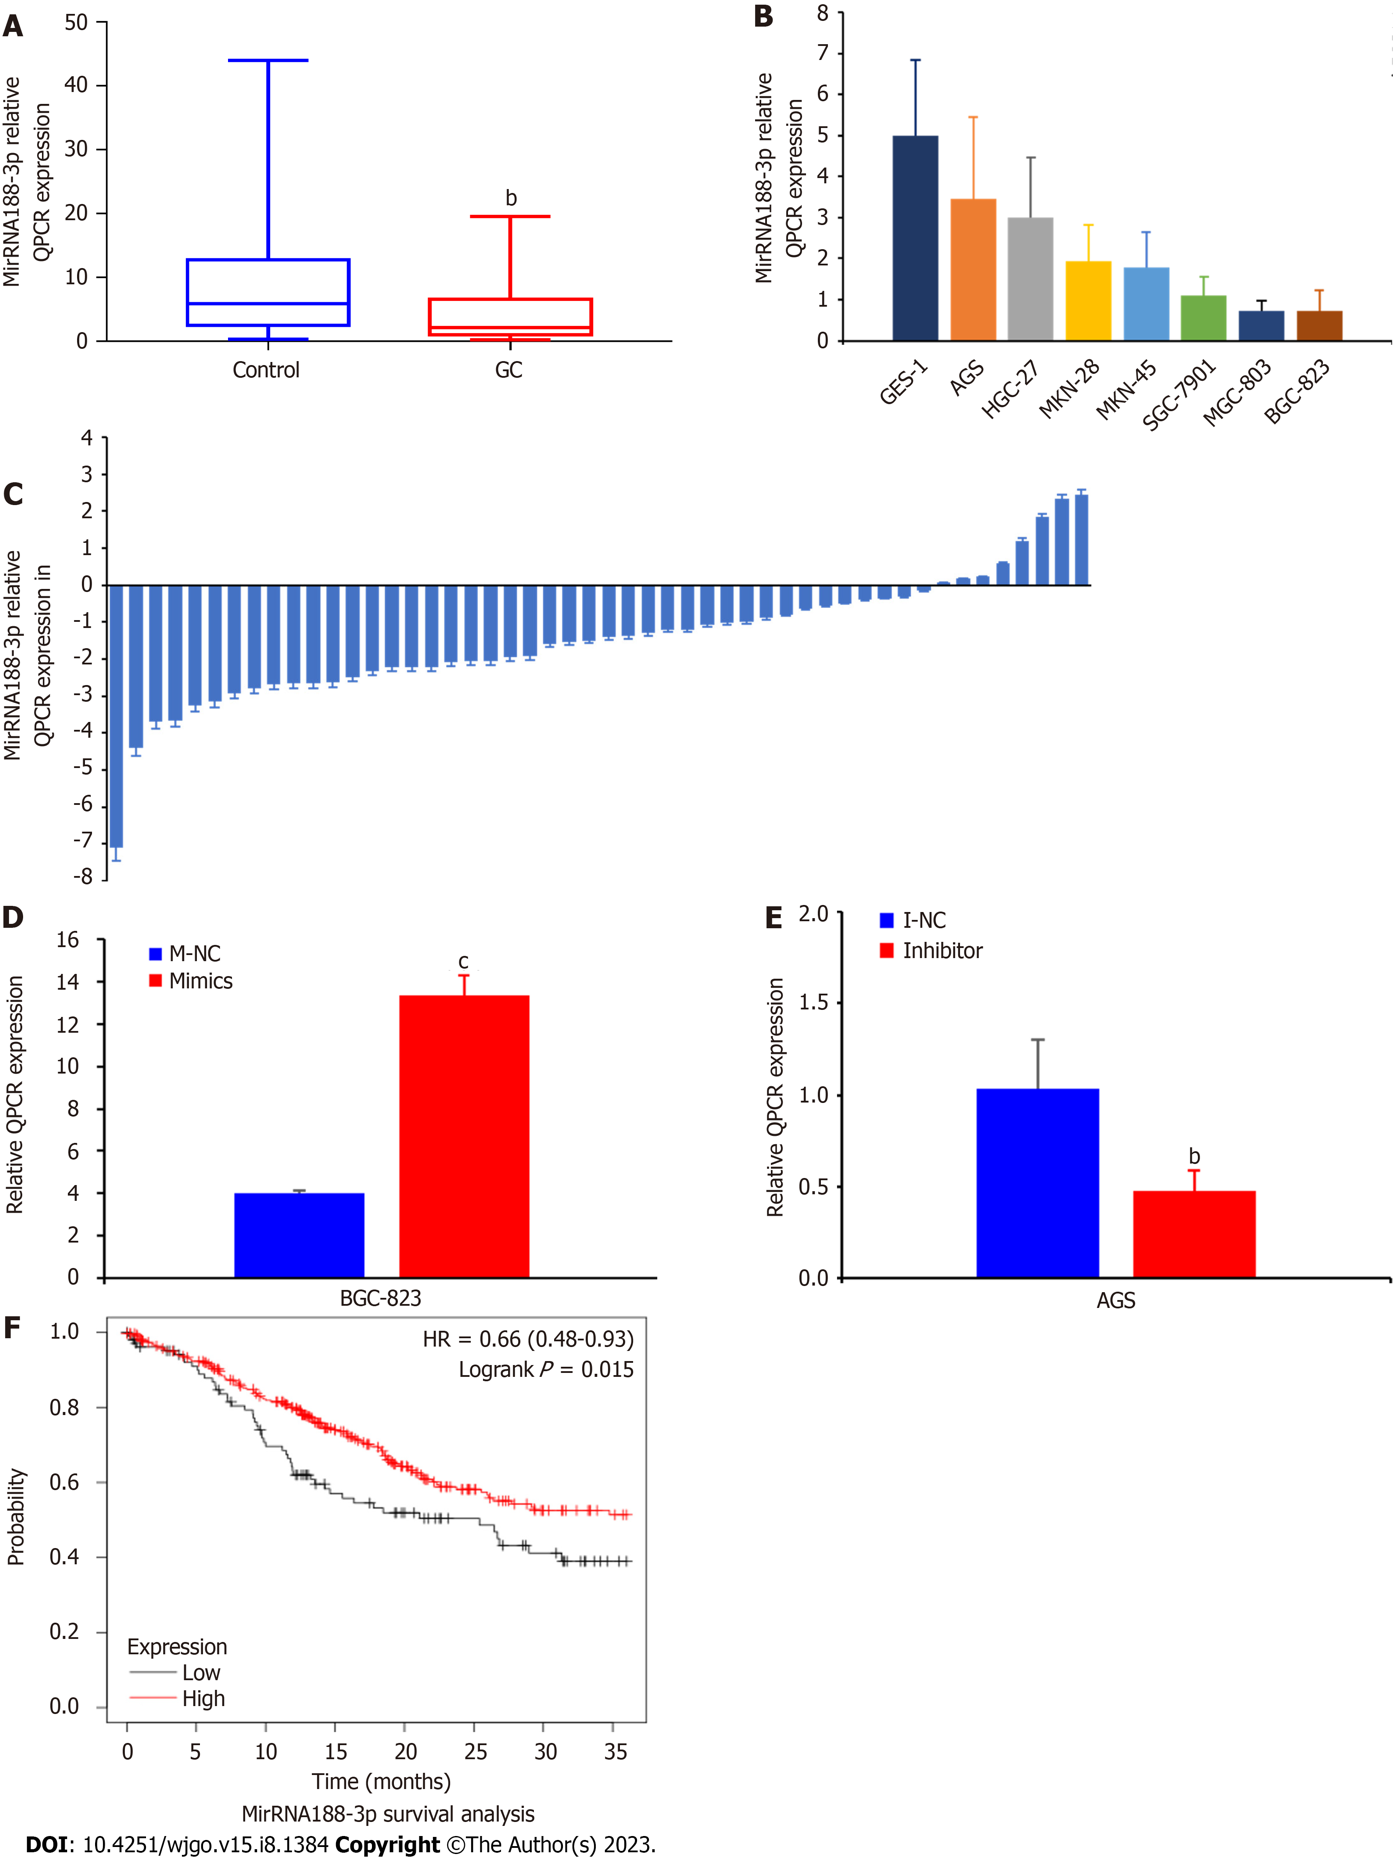 A
MirRNA188-3p relative
QPCR expression
50
40
30
20
10
0
b
Control
GC
B
MirRNA188-3p relative
QPCR expression
8
7
6
5
4
3
2
1
0
GES-1
AGS
HGC-27
MKN-28
MKN-45
SGC-7901
MGC-803
BGC-823
C
MirRNA188-3p relative
QPCR expression in
4
3
2
1
0
-1
-2
-3
-4
-5
-6
-7
-8
D
Relative QPCR expression
16
14
12
10
8
6
4
2
0
M-NC
Mimics
c
BGC-823
E
Relative QPCR expression
2.0
1.5
1.0
0.5
0.0
I-NC
Inhibitor
b
AGS
F
Probability
1.0
0.8
0.6
0.4
0.2
0.0
HR = 0.66 (0.48-0.93)
Logrank P = 0.015
Expression
Low
High
0 5 10 15 20 25 30 35
Time (months)
MirRNA188-3p survival analysis
DOI: 10.4251/wjgo.v15.i8.1384 Copyright ©The Author(s) 2023.